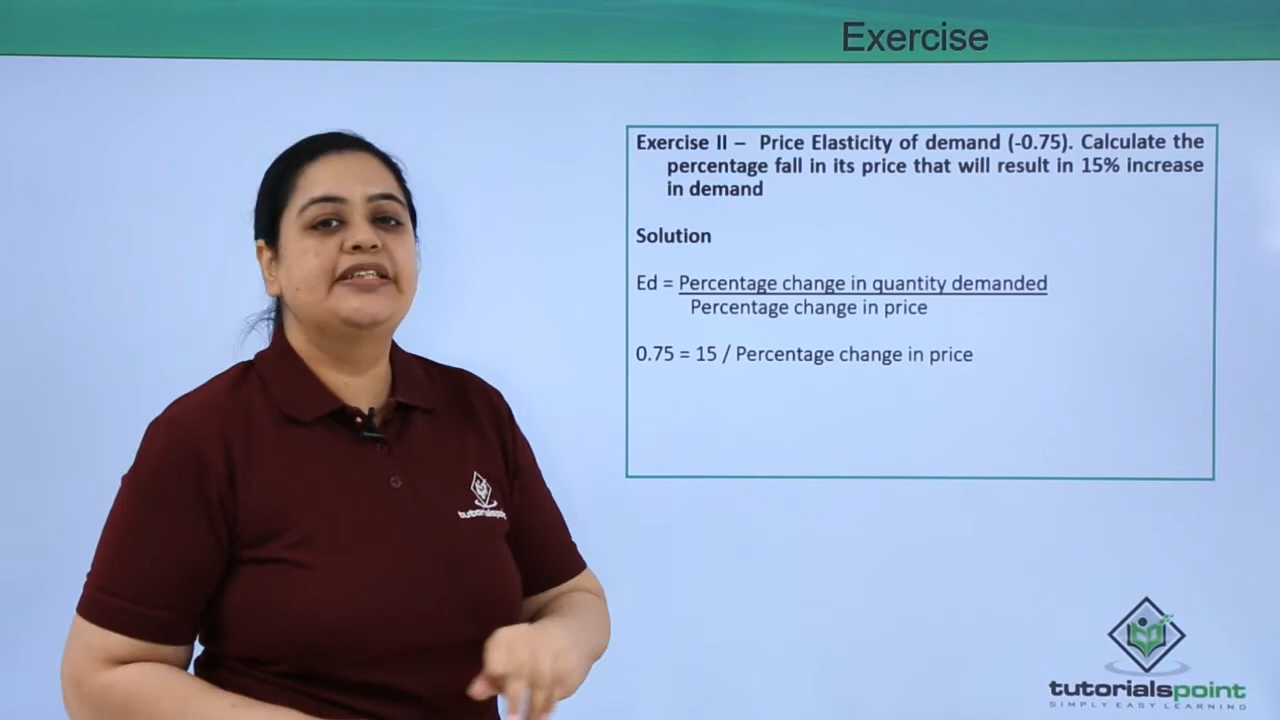 Exercise
Exercise II – Price Elasticity of demand (-0.75). Calculate the
percentage fall in its price that will result in 15% increase
in demand
Solution
Ed = Percentage change in quantity demanded
Percentage change in price
0.75 = 15 / Percentage change in price
tutorialspoint
tutorialspoint
SIMPLY EASY LEARNING